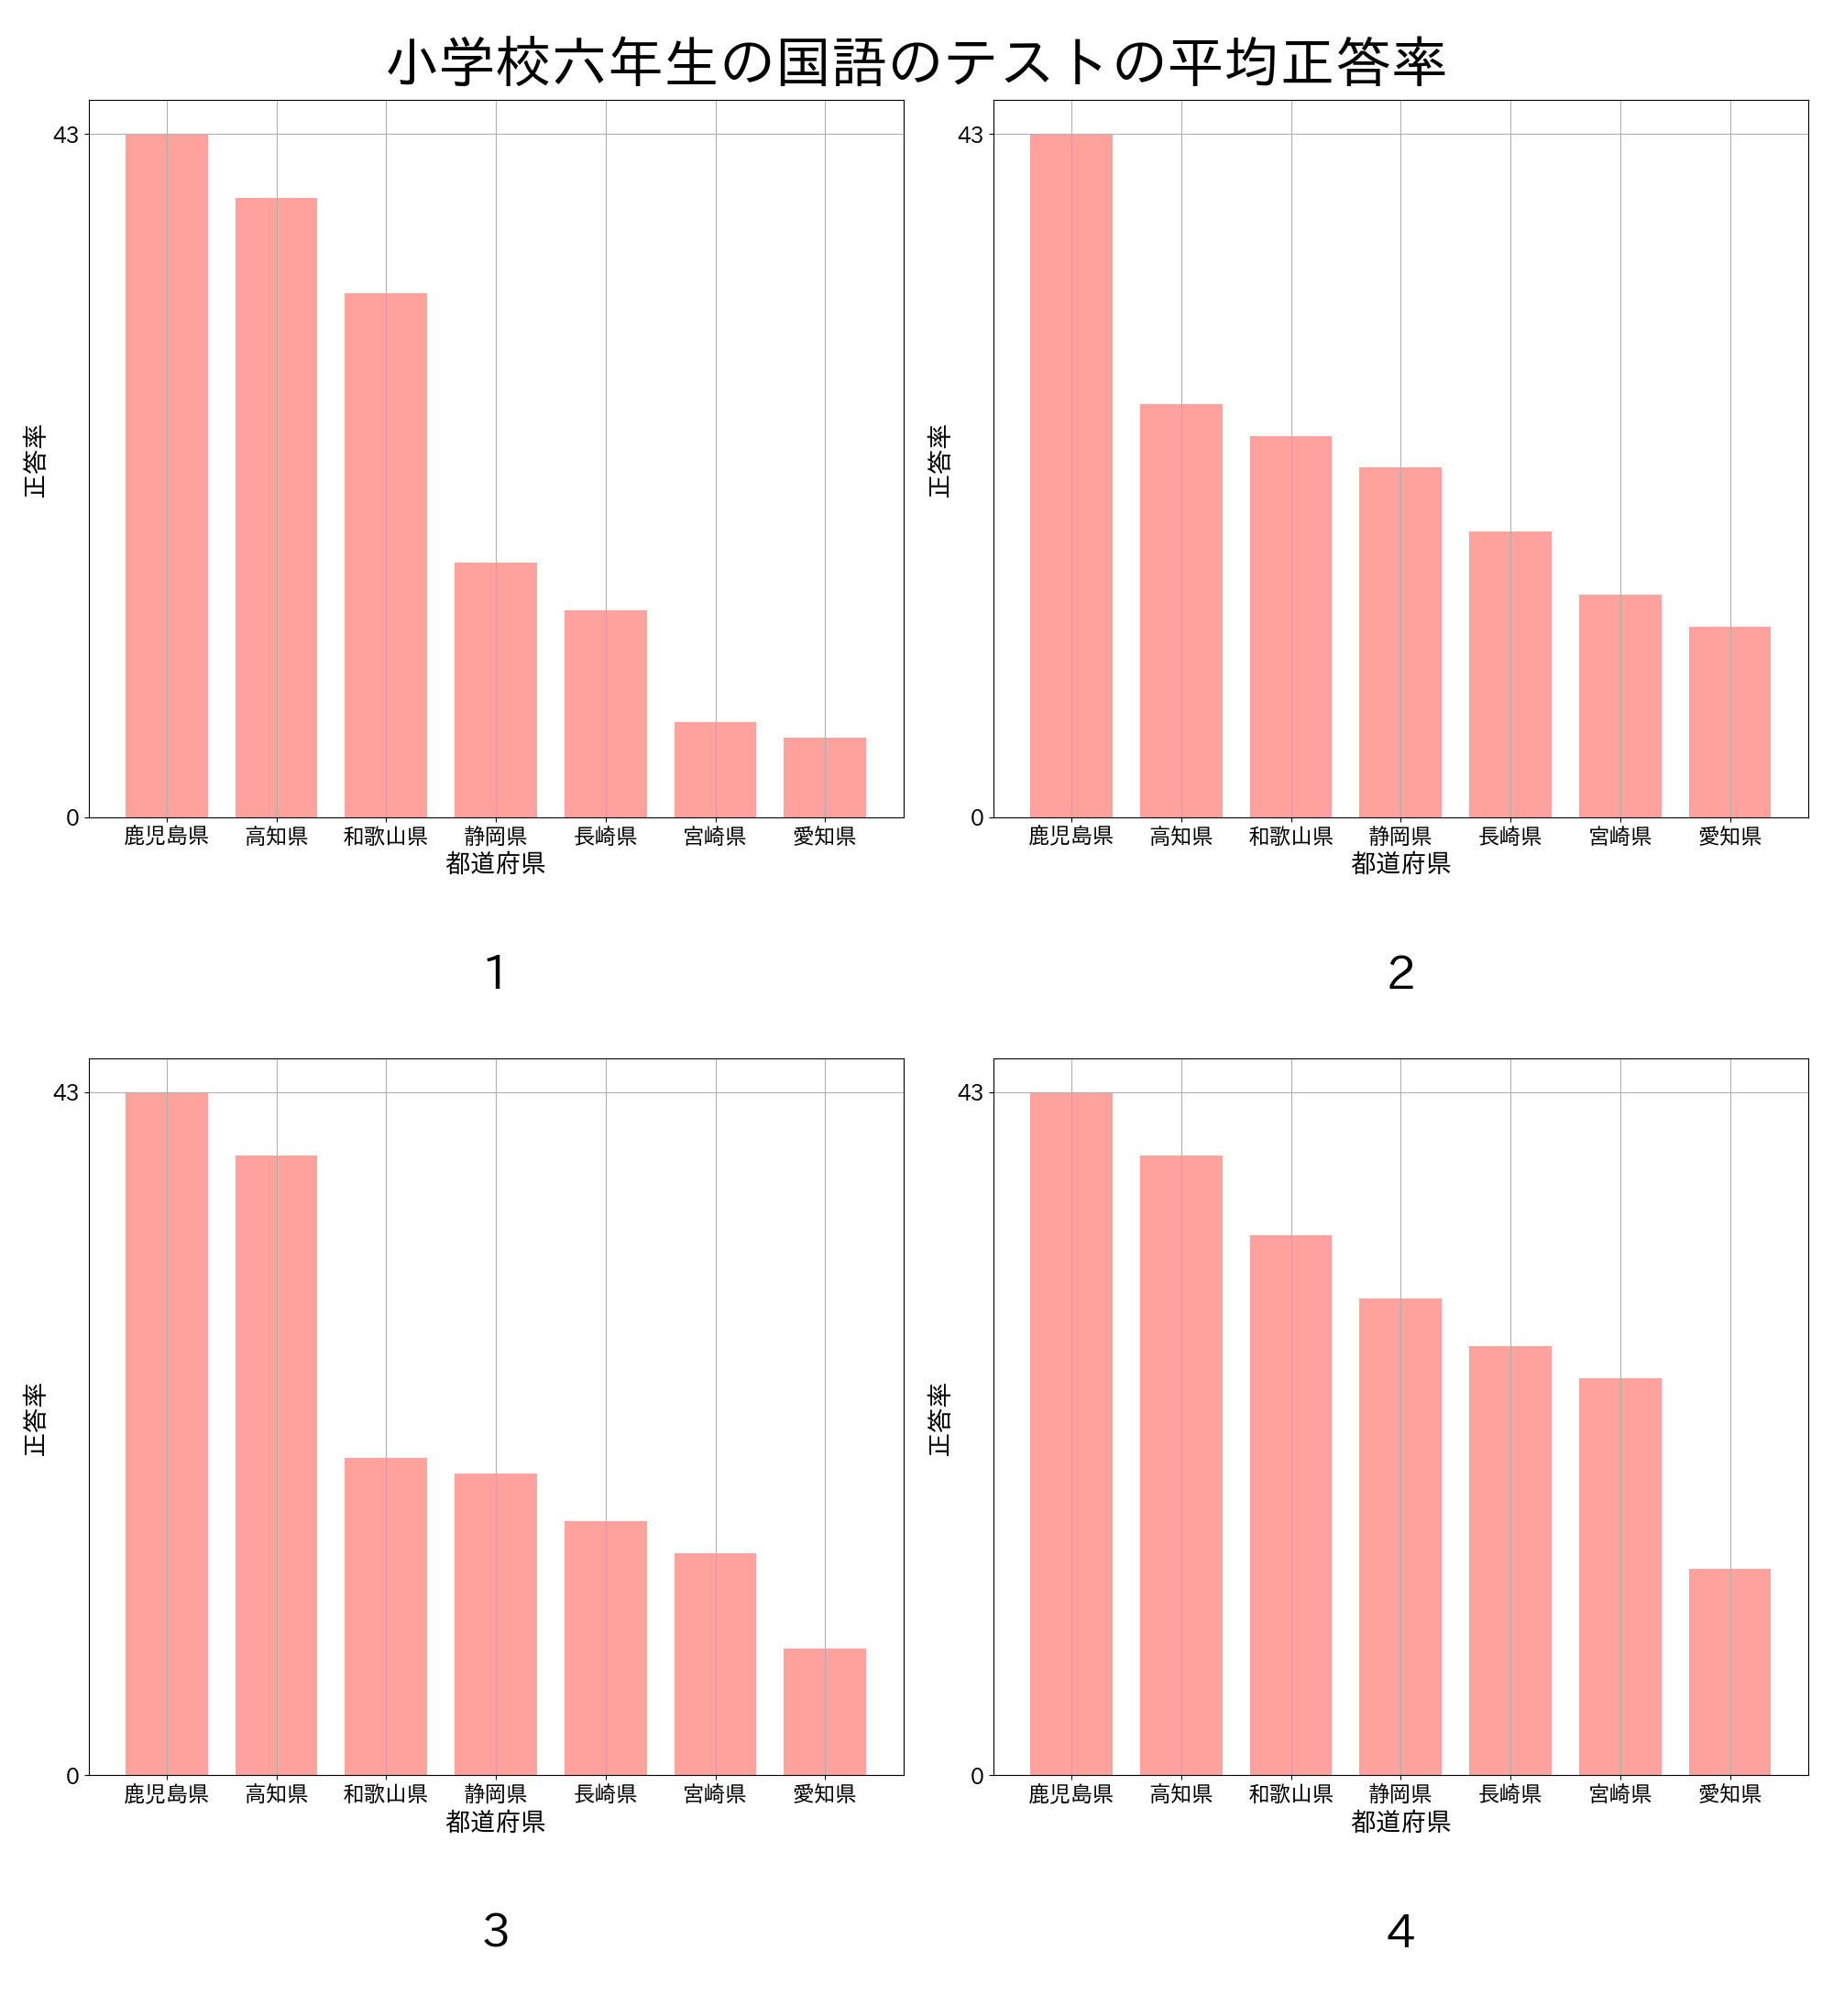 小学校六年生の国語のテストの平均正答率
43
0
正答率
鹿児島県 高知県 和歌山県 静岡県 長崎県 宮崎県 愛知県
都道府県
1
43
0
正答率
鹿児島県 高知県 和歌山県 静岡県 長崎県 宮崎県 愛知県
都道府県
2
43
0
正答率
鹿児島県 高知県 和歌山県 静岡県 長崎県 宮崎県 愛知県
都道府県
3
43
0
正答率
鹿児島県 高知県 和歌山県 静岡県 長崎県 宮崎県 愛知県
都道府県
4